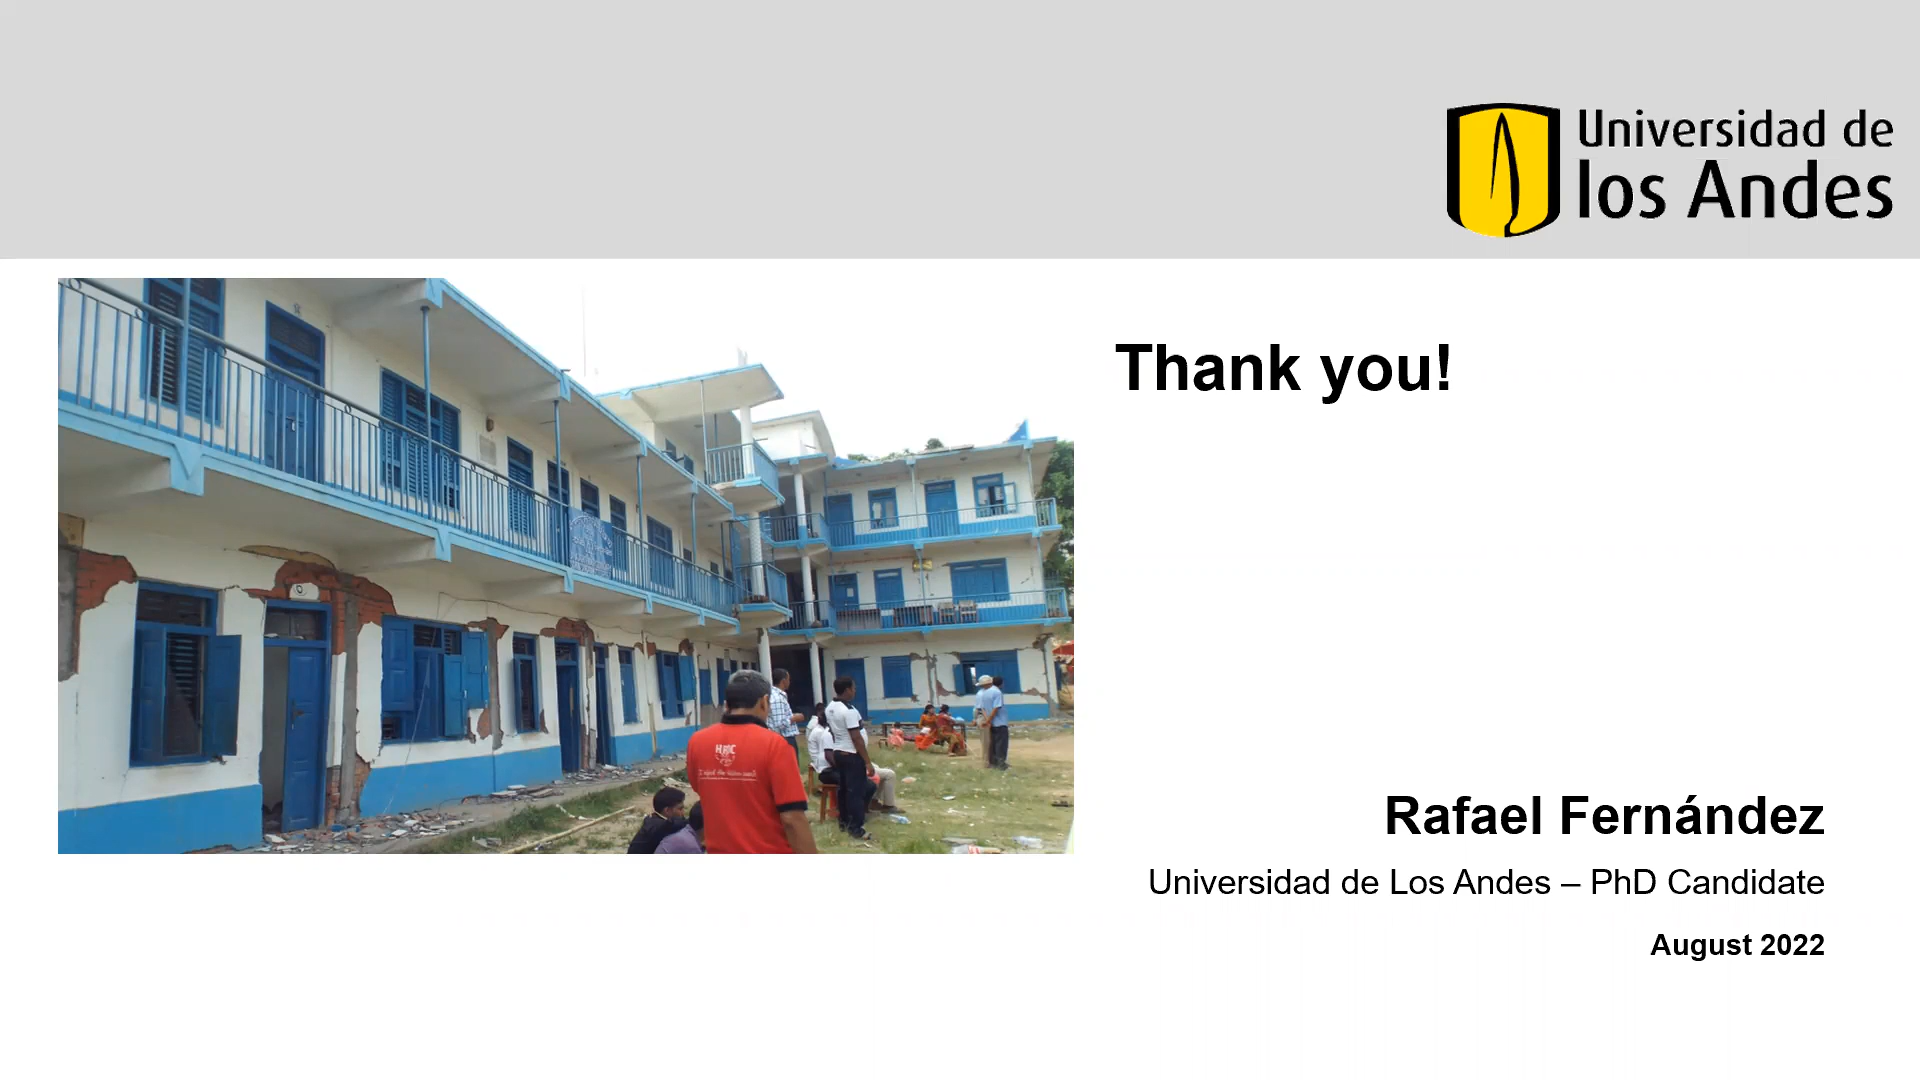 Universidad de
los Andes
Thank you!
Rafael Fernández
Universidad de Los Andes – PhD Candidate
August 2022